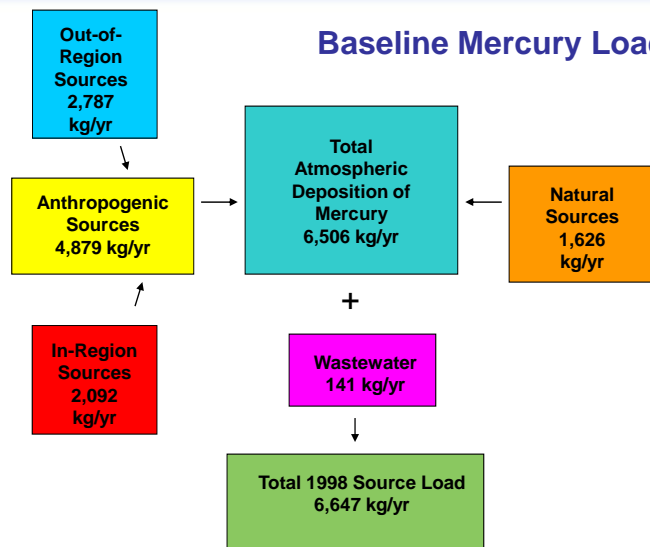 Baseline Mercury Load
Out-of-
Region
Sources
2,787
kg/yr
Total
Atmospheric
Deposition of
Mercury
6,506 kg/yr
Anthropogenic
Sources
4,879 kg/yr
Natural
Sources
1,626
kg/yr
+
In-Region
Sources
2,092
kg/yr
Wastewater
141 kg/yr
Total 1998 Source Load
6,647 kg/yr